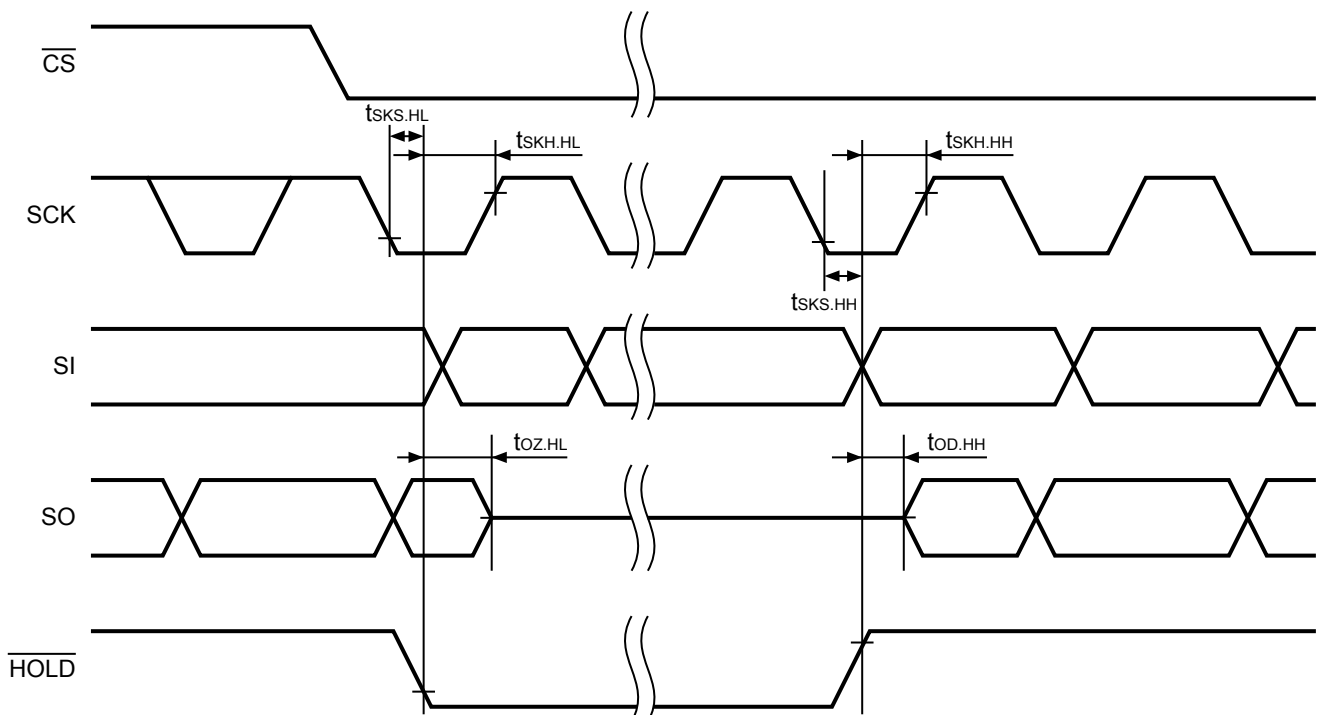 CS
tSKS.HL
tSKH.HL
tSKH.HH
SCK
tSKS.HH
SI
tOZ.HL
tOD.HH
SO
HOLD